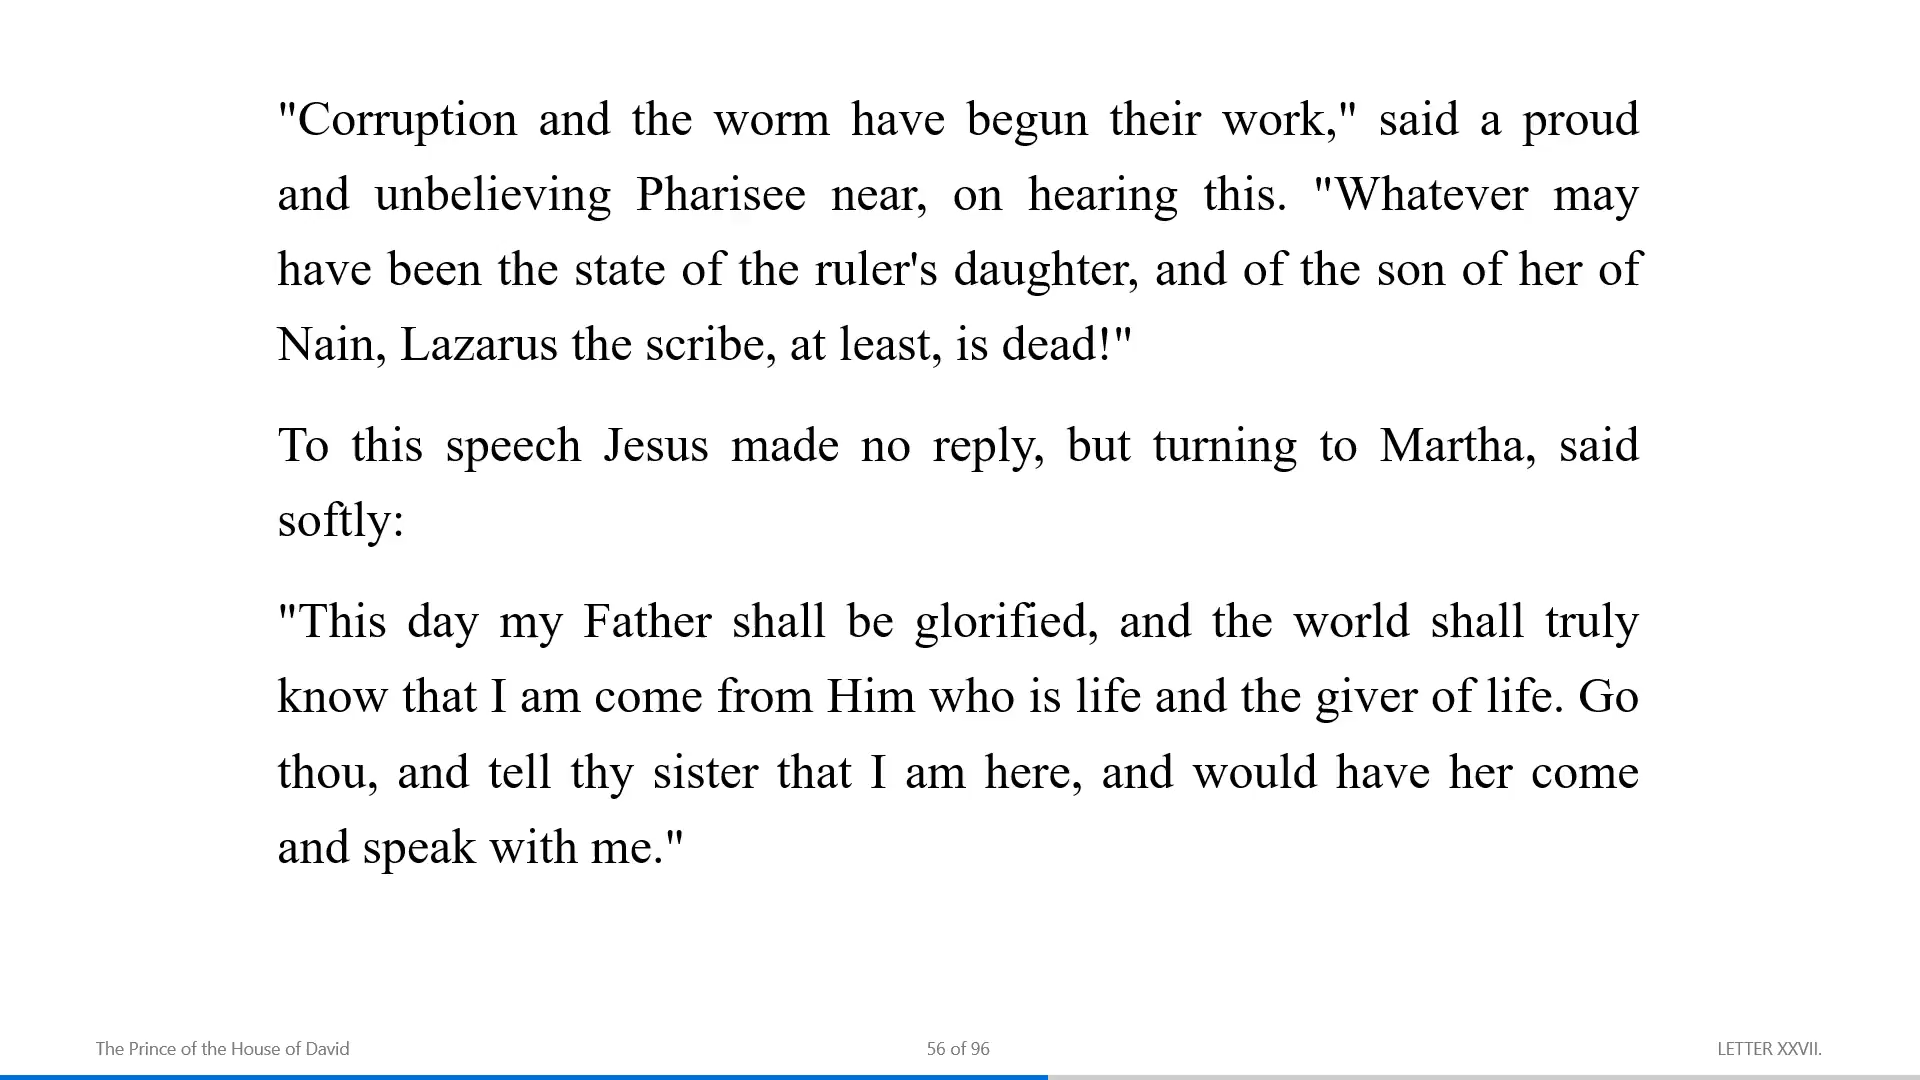 "Corruption and the worm have begun their work," said a proud
and unbelieving Pharisee near, on hearing this. "Whatever may
have been the state of the ruler's daughter, and of the son of her of
Nain, Lazarus the scribe, at least, is dead!"
To this speech Jesus made no reply, but turning to Martha, said
softly:
"This day my Father shall be glorified, and the world shall truly
know that I am come from Him who is life and the giver of life. Go
thou, and tell thy sister that I am here, and would have her come
and speak with me."
The Prince of the House of David
56 of 96
LETTER XXVII.